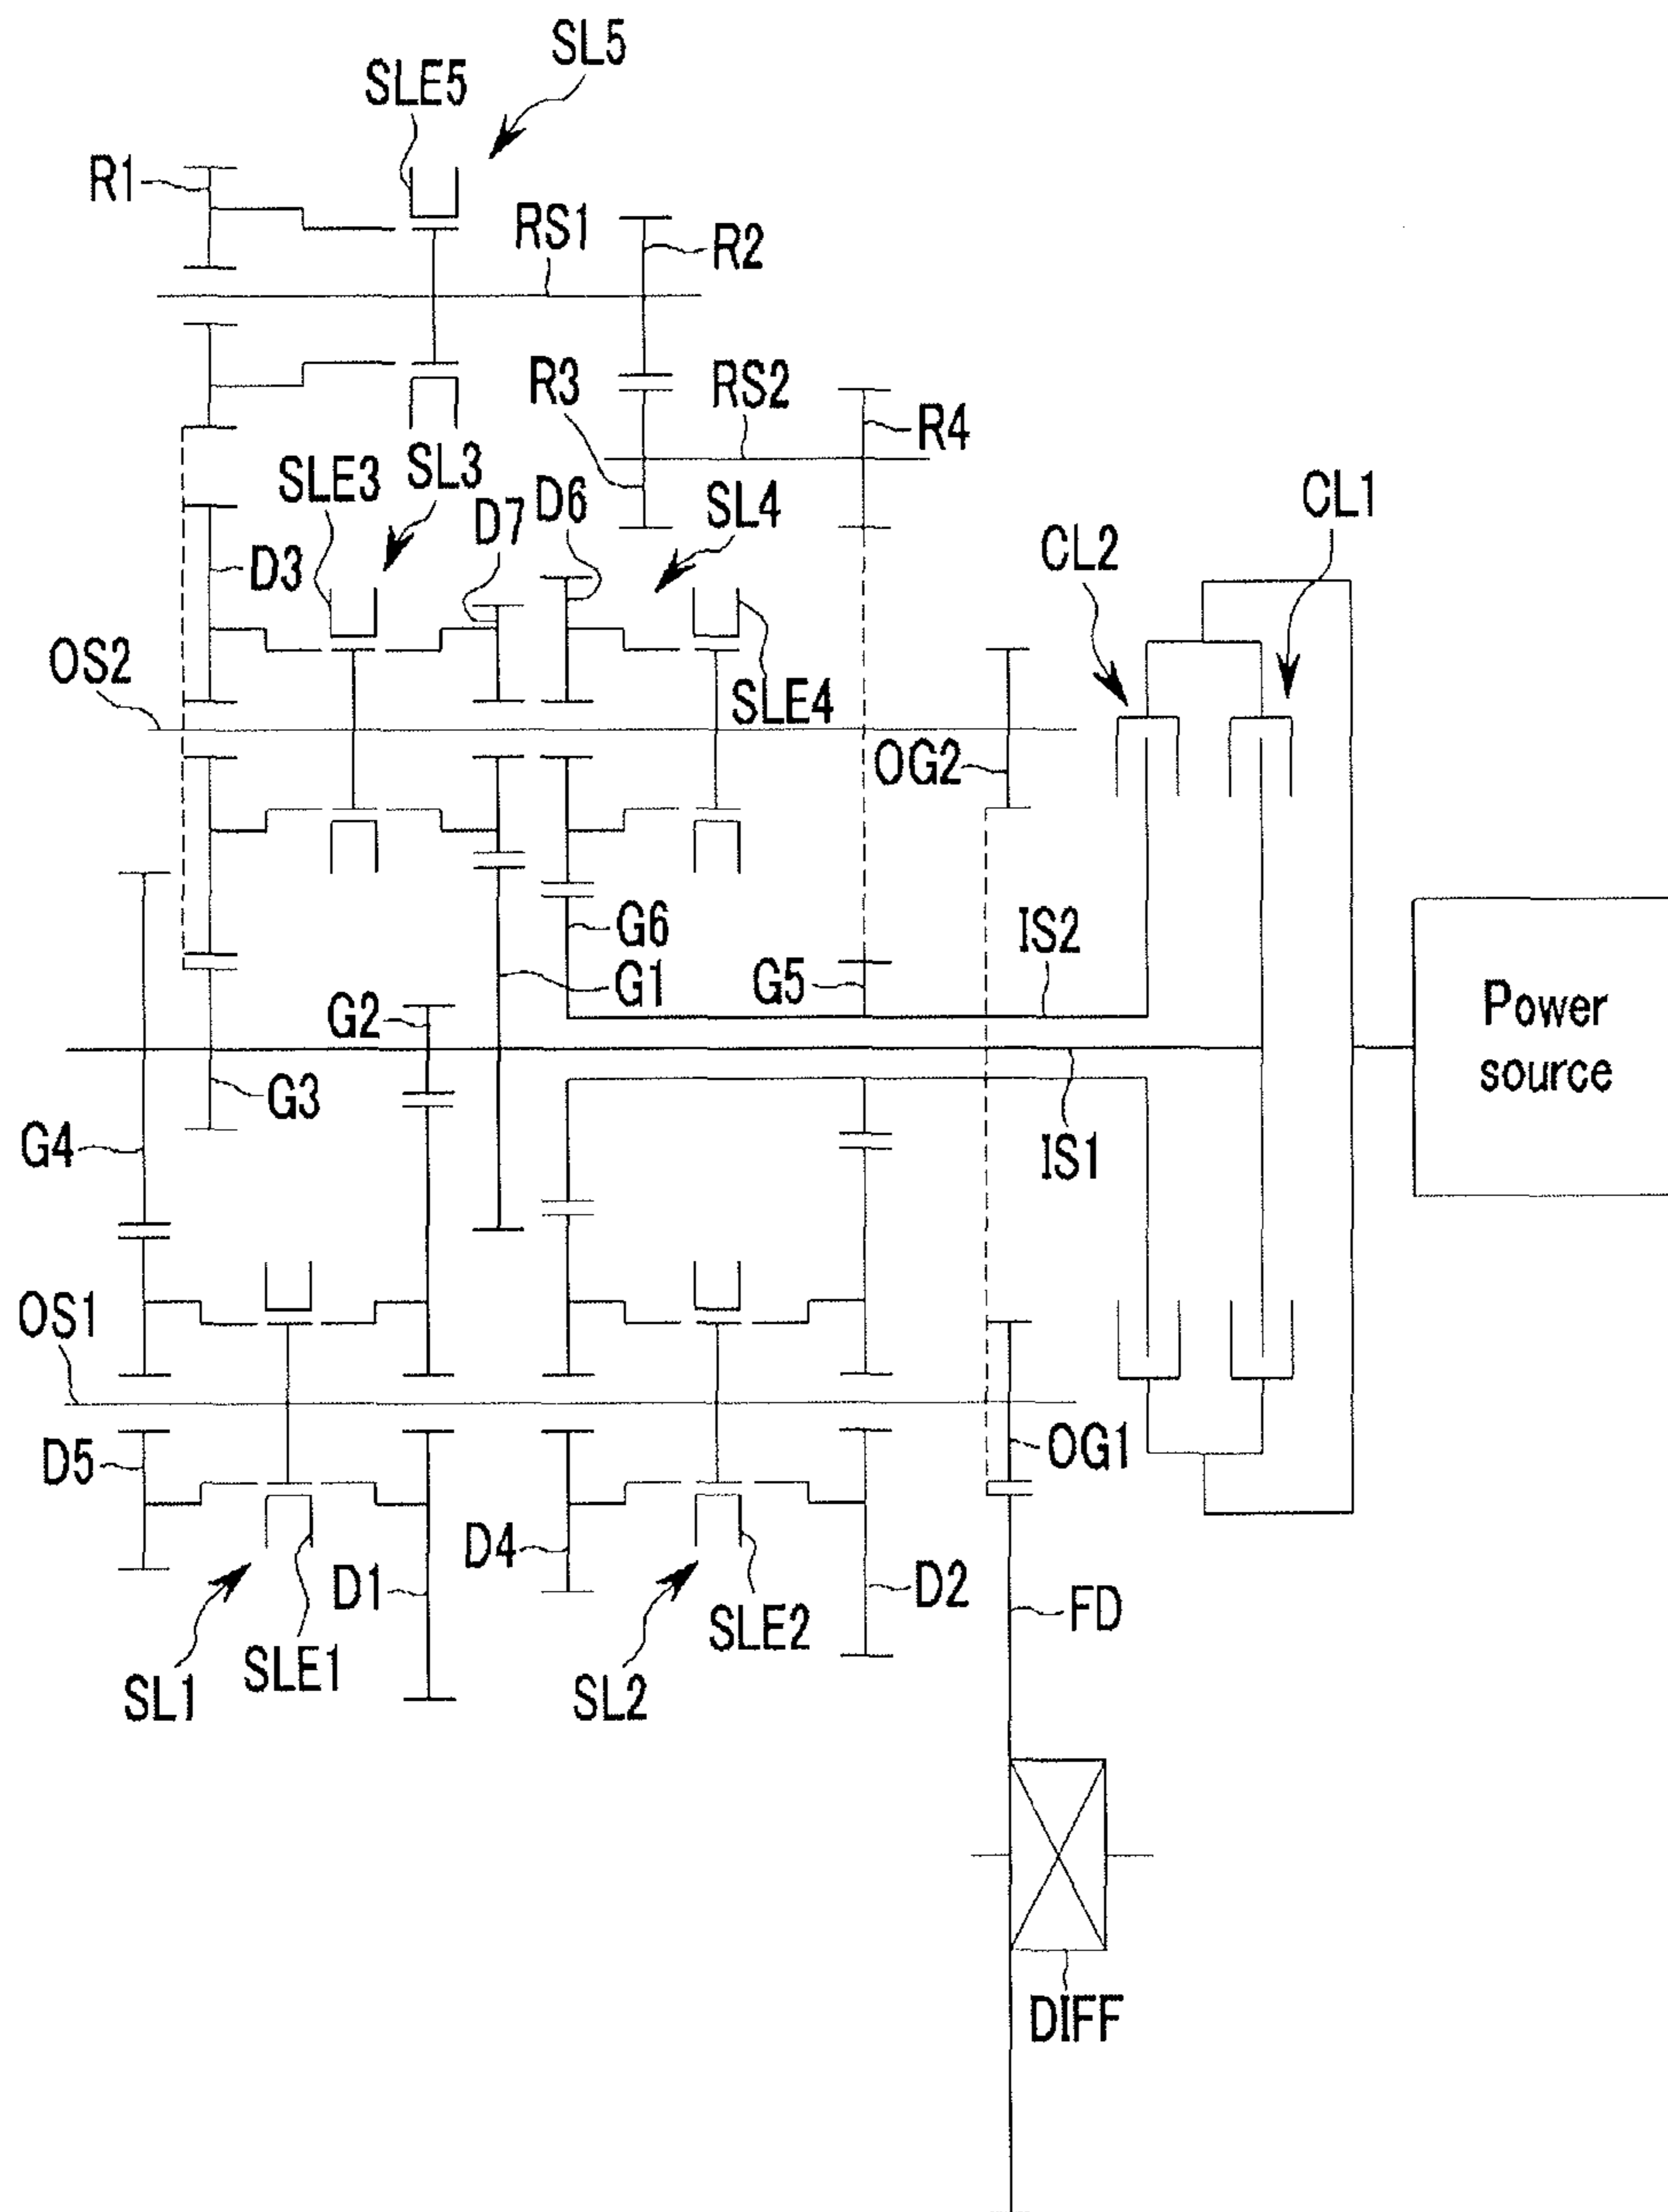 SL5
SLE5
R1
RS1
R2
R3
RS2
R4
SL3
SLE3
D7
D6
SL4
CL1
CL2
D3
OS2
SLE4
OG2
G6
IS2
G1
G5
G2
Power
source
G3
G4
IS1
OS1
D5
OG1
D4
D1
D2
FD
SLE2
SLE1
SL1
SL2
DIFF